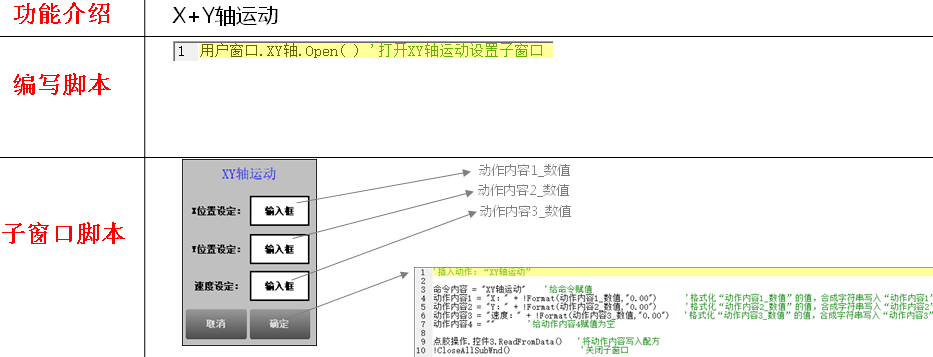 功能介绍
X+Y轴运动
编写脚本
1 用户窗口.XY轴.Open( ) '打开XY轴运动设置子窗口
子窗口脚本
XY轴运动
X位置设定: 输入框
Y位置设定: 输入框
速度设定: 输入框
取消 确定
动作内容1_数值
动作内容2_数值
动作内容3_数值
1 '插入动作: “XY轴运动”
2
3 命令内容 = "XY轴运动" '给命令赋值
4 动作内容1 = "X：" + !Format(动作内容1_数值,"0.00") '格式化“动作内容1_数值”的值，合成字符串写入“动作内容1”
5 动作内容2 = "Y：" + !Format(动作内容2_数值,"0.00") '格式化“动作内容2_数值”的值，合成字符串写入“动作内容2”
6 动作内容3 = "速度：" + !Format(动作内容3_数值,"0.00") '格式化“动作内容3_数值”的值，合成字符串写入“动作内容3”
7 动作内容4 = "" '给动作内容4赋值为空
8
9 点胶操作.控件3.ReadFromData() '将动作内容写入配方
10 !CloseAllSubWnd() '关闭子窗口